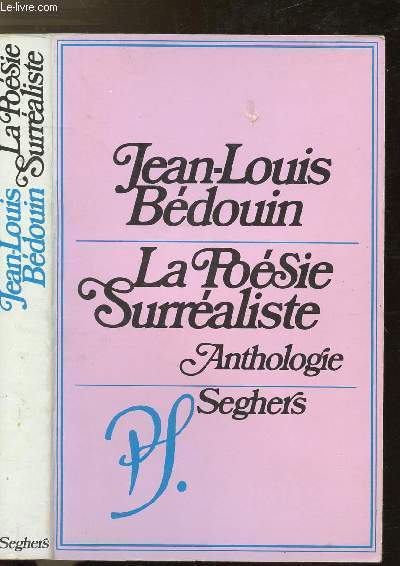 Le-livre.com
Jean-Louis
Bédouin
La Poésie
Surréaliste
Anthologie
Seghers
PS.
Jean-Louis
Bédouin
La Poésie
Surréaliste
Seghers